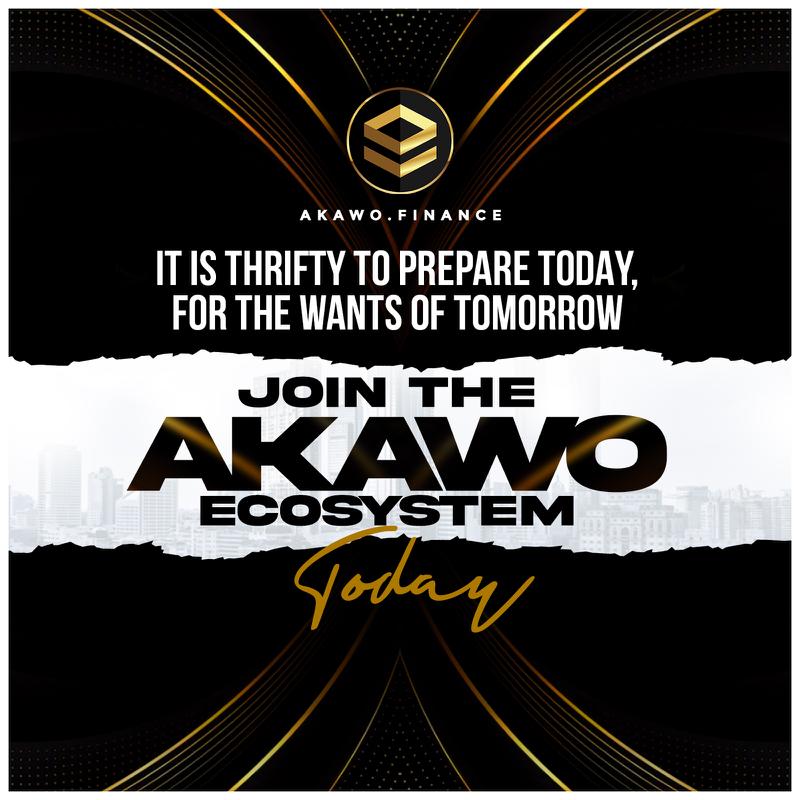 AKAWO.FINANCE
IT IS THRIFTY TO PREPARE TODAY,
FOR THE WANTS OF TOMORROW
JOIN THE
AKAWO
ECOSYSTEM
Today